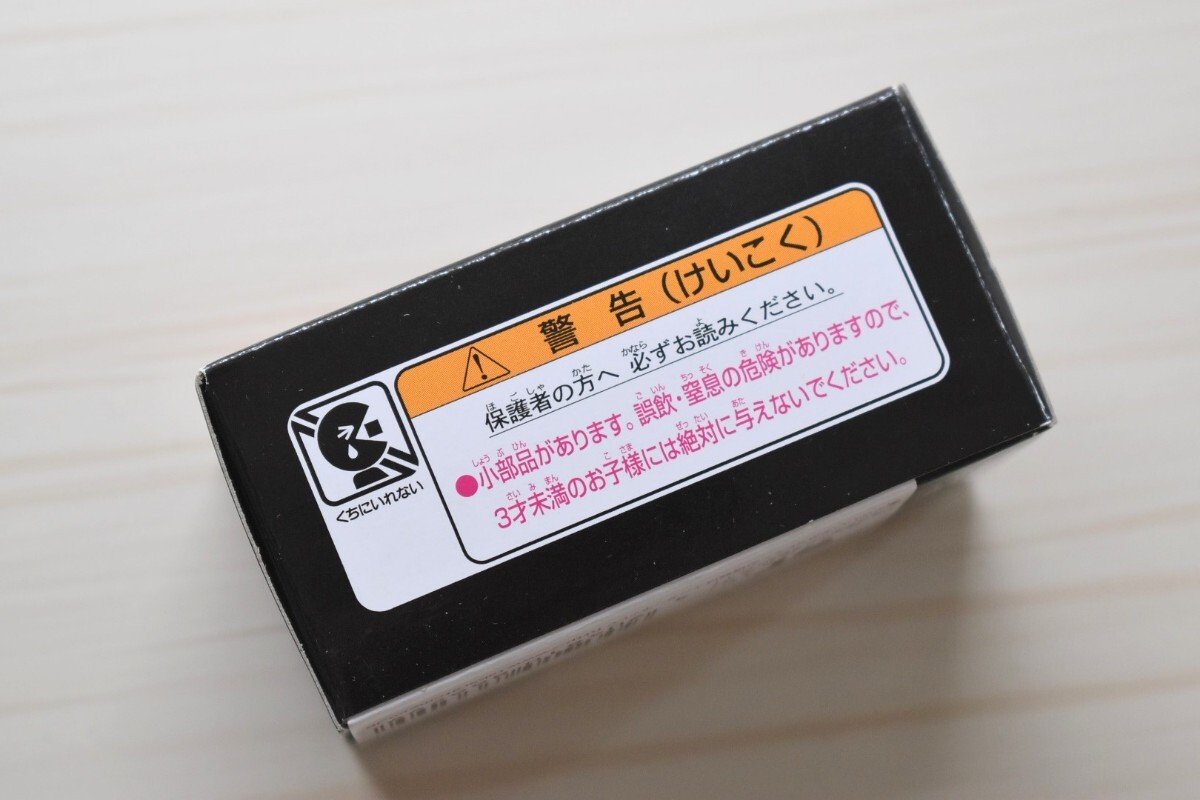 警告（けいこく）
保護者の方へ 必ずお読みください。
●小部品があります。誤飲・窒息の危険がありますので、
3才未満のお子様には絶対に与えないでください。
くちにいれない